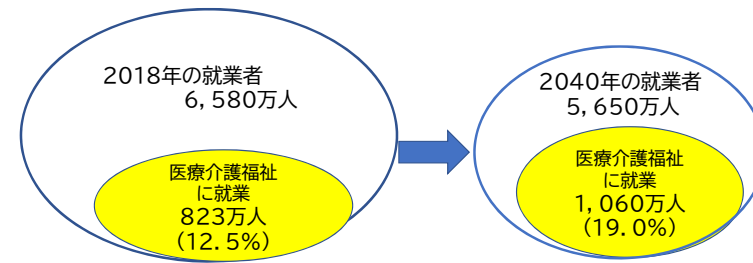 2018年の就業者
6,580万人
医療介護福祉
に就業
823万人
(12.5%)
2040年の就業者
5,650万人
医療介護福祉
に就業
1,060万人
(19.0%)